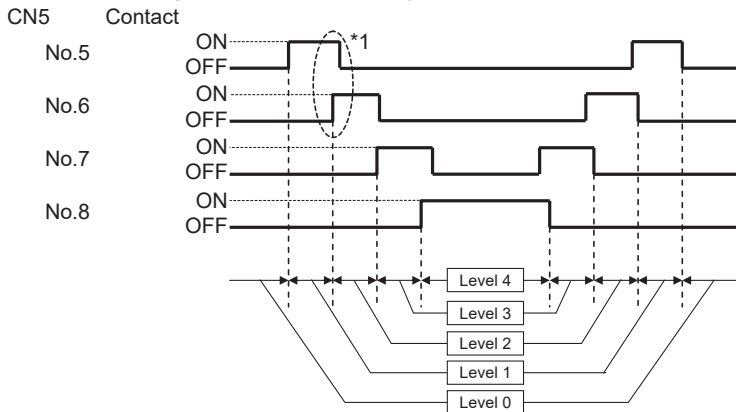 CN5 Contact
No.5 ON *1
OFF
No.6 ON
OFF
No.7 ON
OFF
No.8 ON
OFF
Level 4
Level 3
Level 2
Level 1
Level 0